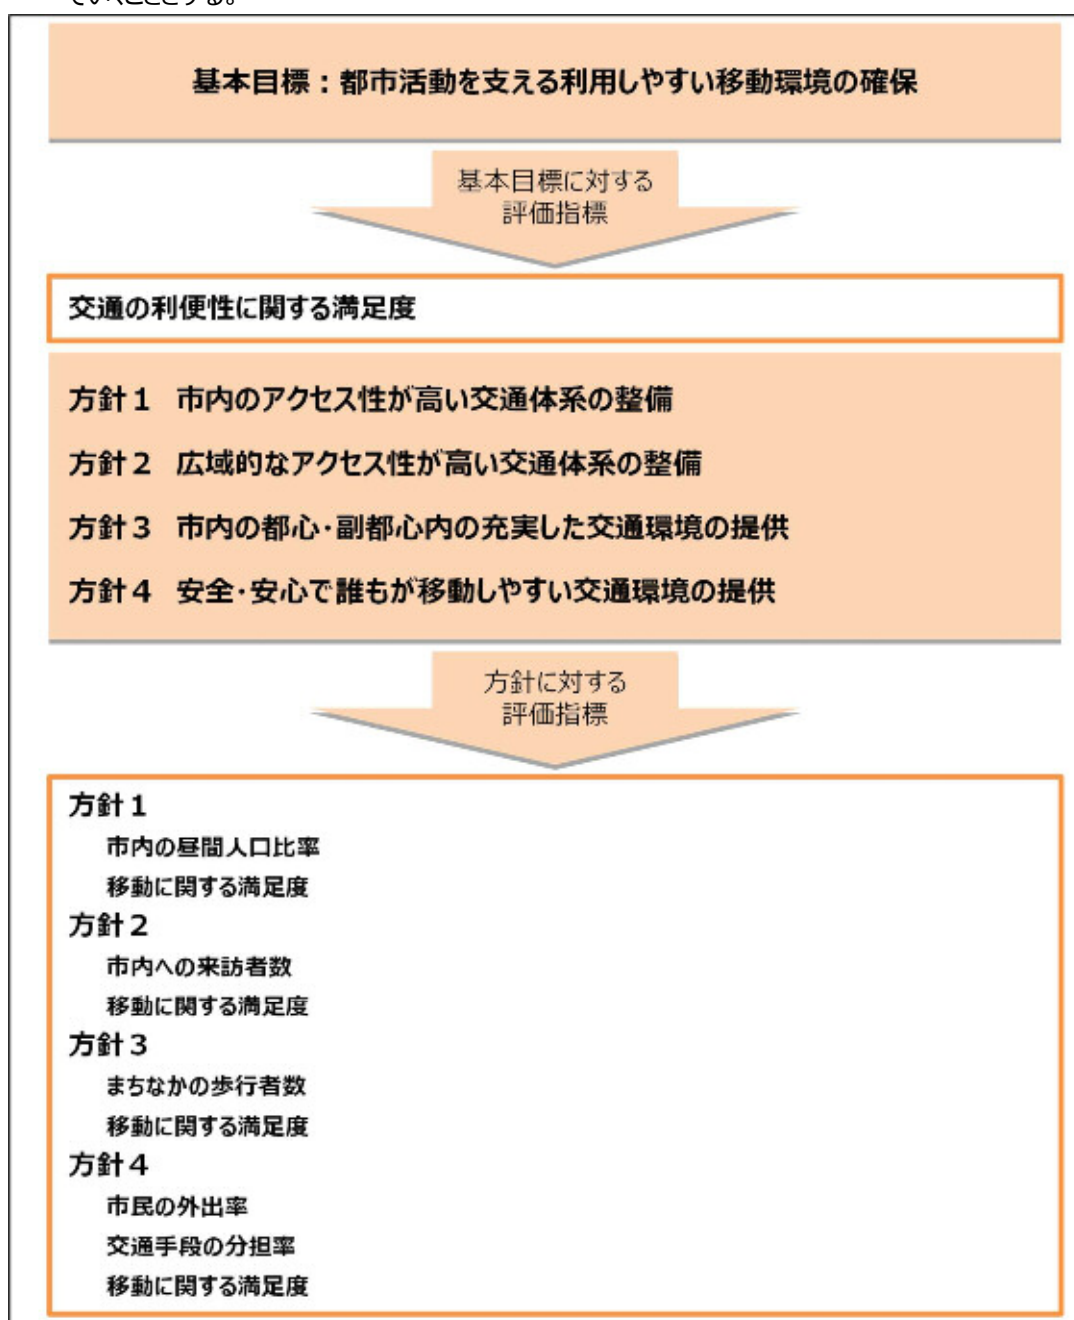 ていくこととする。
基本目標：都市活動を支える利用しやすい移動環境の確保
基本目標に対する
評価指標
交通の利便性に関する満足度
方針１　市内のアクセス性が高い交通体系の整備
方針２　広域的なアクセス性が高い交通体系の整備
方針３　市内の都心・副都心内の充実した交通環境の提供
方針４　安全・安心で誰もが移動しやすい交通環境の提供
方針に対する
評価指標
方針１
市内の昼間人口比率
移動に関する満足度
方針２
市内への来訪者数
移動に関する満足度
方針３
まちなかの歩行者数
移動に関する満足度
方針４
市民の外出率
交通手段の分担率
移動に関する満足度